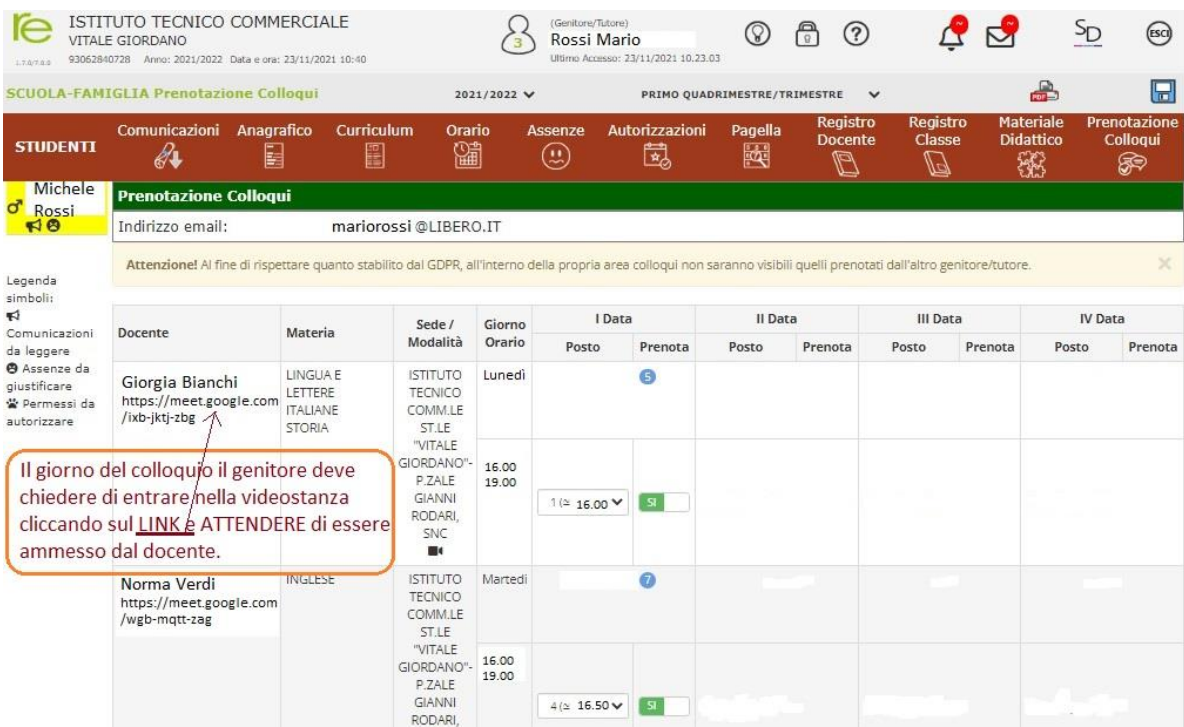 re ISTITUTO TECNICO COMMERCIALE
VITALE GIORDANO
1.7.0/7.8.0 93062840728 Anno: 2021/2022 Data e ora: 23/11/2021 10:40
3
(Genitore/Tutore)
Rossi Mario
Ultimo Accesso: 23/11/2021 10.23.03
SD
ESCI
SCUOLA-FAMIGLIA Prenotazione Colloqui 2021/2022 PRIMO QUADRIMESTRE/TRIMESTRE PDF
STUDENTI
Comunicazioni Anagrafico Curriculum Orario Assenze Autorizzazioni Pagella
Registro Docente
Registro Classe
Materiale Didattico
Prenotazione Colloqui
Michele
Rossi
Legenda
simboli:
Comunicazioni
da leggere
Assenze da
giustificare
Permessi da
autorizzare
Prenotazione Colloqui
Indirizzo email: mariorossi @LIBERO.IT
Attenzione! Al fine di rispettare quanto stabilito dal GDPR, all'interno della propria area colloqui non saranno visibili quelli prenotati dall'altro genitore/tutore. ×
Docente Materia Sede / Modalità Giorno Orario I Data II Data III Data IV Data
Posto Prenota Posto Prenota Posto Prenota Posto Prenota
Giorgia Bianchi
https://meet.google.com
/ixb-jktj-zbg
LINGUA E
LETTERE
ITALIANE
STORIA
ISTITUTO
TECNICO
COMM.LE
ST.LE
"VITALE
GIORDANO"-
P.ZALE
GIANNI
RODARI,
SNC
Lunedì
5
16.00
19.00
1 (≃ 16.00 SI
Il giorno del colloquio il genitore deve
chiedere di entrare nella videostanza
cliccando sul LINK e ATTENDERE di essere
ammesso dal docente.
Norma Verdi
https://meet.google.com
/wgb-mqtt-zag
INGLESE
ISTITUTO
TECNICO
COMM.LE
ST.LE
"VITALE
GIORDANO"-
P.ZALE
GIANNI
RODARI,
Martedì
7
16.00
19.00
4 (≃ 16.50 SI